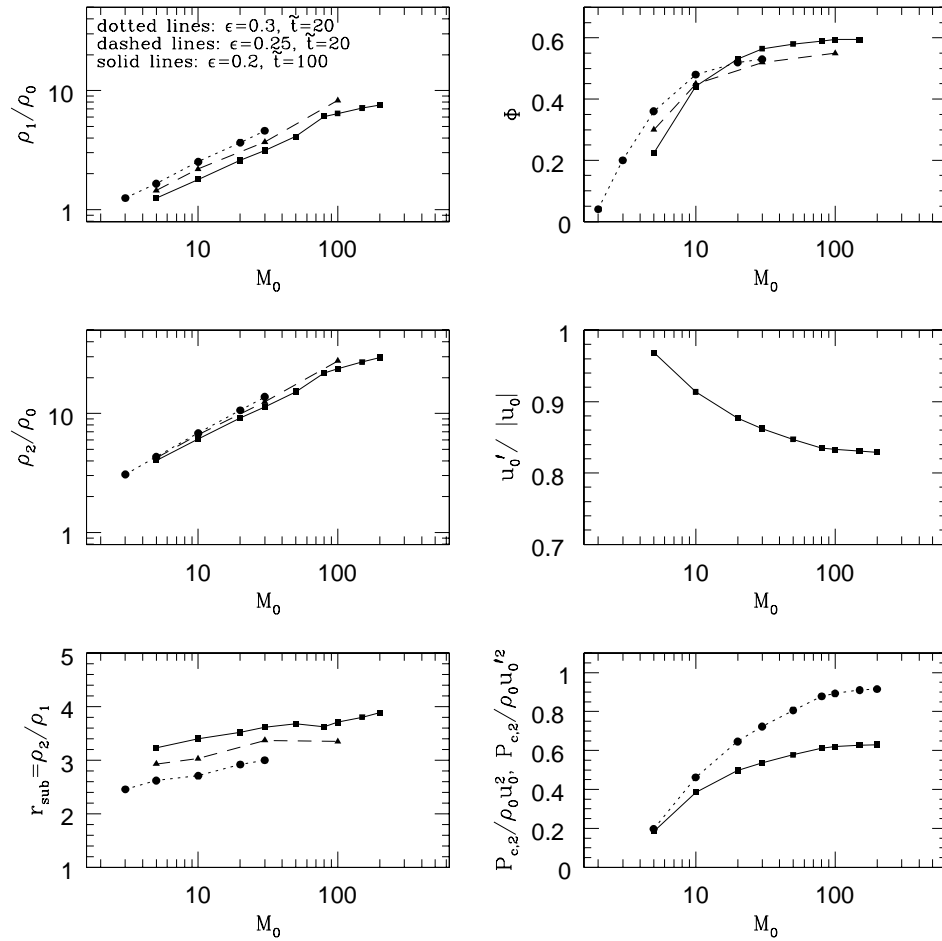 dotted lines: ϵ=0.3, t̃=20
dashed lines: ϵ=0.25, t̃=20
solid lines: ϵ=0.2, t̃=100
10
1
ρ₁/ρ₀
10
100
M₀
0.6
0.4
0.2
0
Φ
10
100
M₀
10
1
ρ₂/ρ₀
10
100
M₀
1
0.9
0.8
0.7
u₀′/ |u₀|
10
100
M₀
5
4
3
2
1
r_sub=ρ₂/ρ₁
10
100
M₀
1
0.8
0.6
0.4
0.2
0
P_c,2/ρ₀u₀², P_c,2/ρ₀u₀′²
10
100
M₀